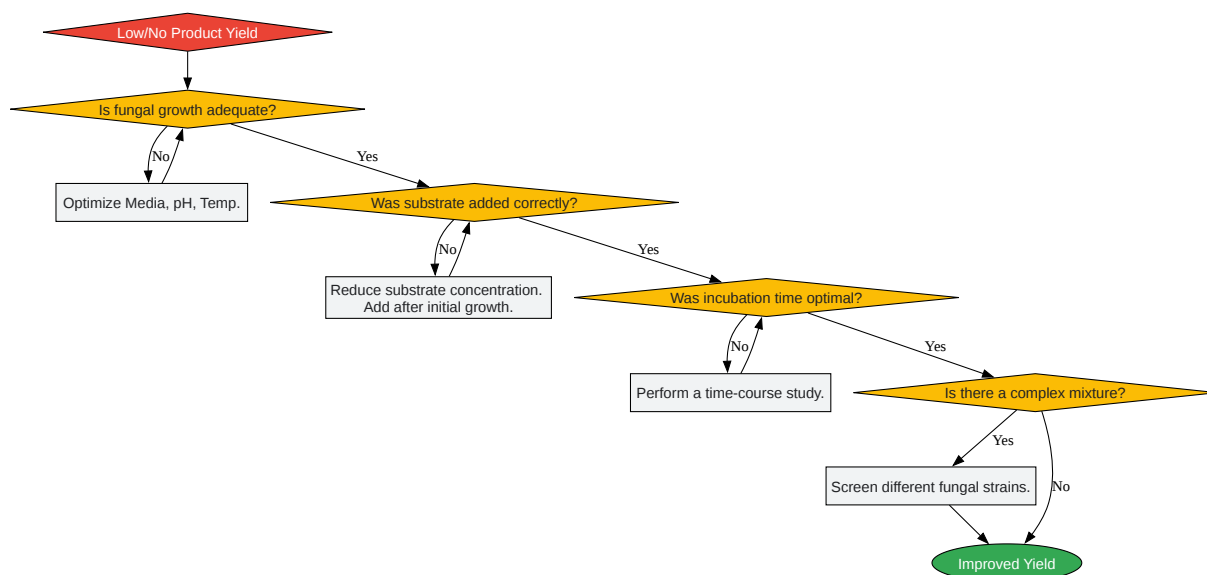 Low/No Product Yield
Is fungal growth adequate?
No
Yes
Optimize Media, pH, Temp.
Was substrate added correctly?
No
Yes
Reduce substrate concentration.
Add after initial growth.
Was incubation time optimal?
No
Yes
Perform a time-course study.
Is there a complex mixture?
Yes
Screen different fungal strains.
No
Improved Yield